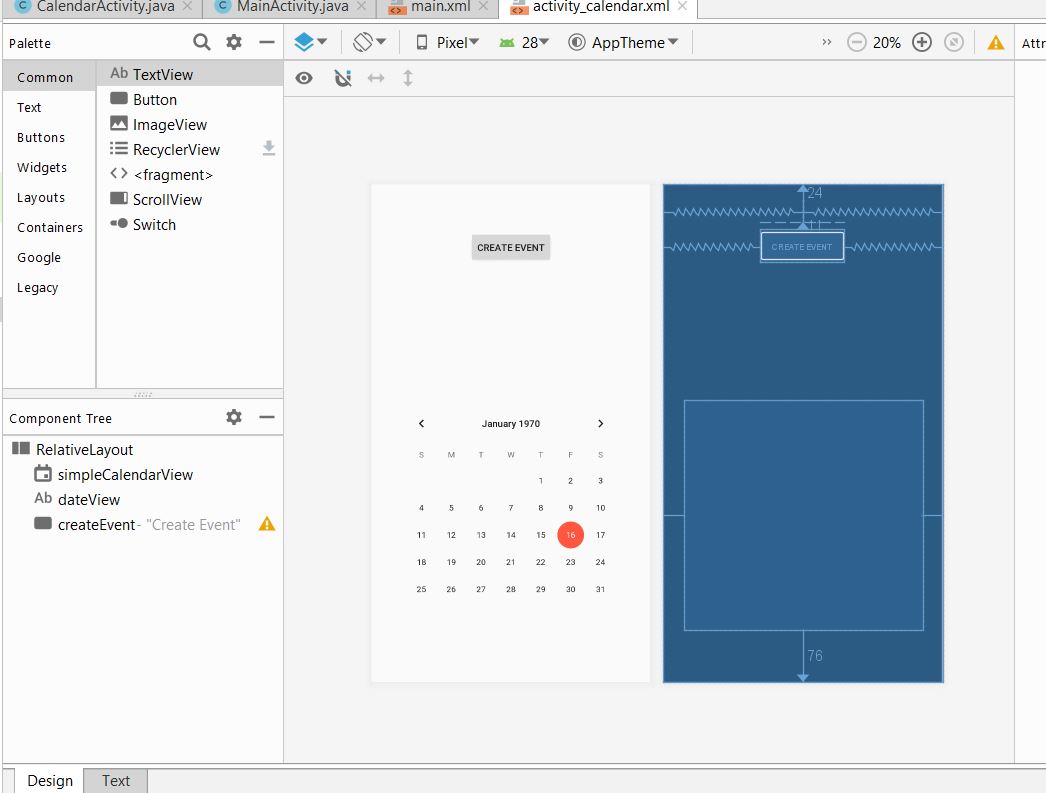 CalendarActivity.java MainActivity.java main.xml activity_calendar.xml
Palette Pixel 28 AppTheme 20% Attr
Common
Text
Buttons
Widgets
Layouts
Containers
Google
Legacy
Ab TextView
Button
ImageView
RecyclerView
<fragment>
ScrollView
Switch
Component Tree
RelativeLayout
simpleCalendarView
Ab dateView
createEvent - "Create Event"
CREATE EVENT
January 1970
S M T W T F S
1 2 3
4 5 6 7 8 9 10
11 12 13 14 15 16 17
18 19 20 21 22 23 24
25 26 27 28 29 30 31
24
11
CREATE EVENT
76
Design Text